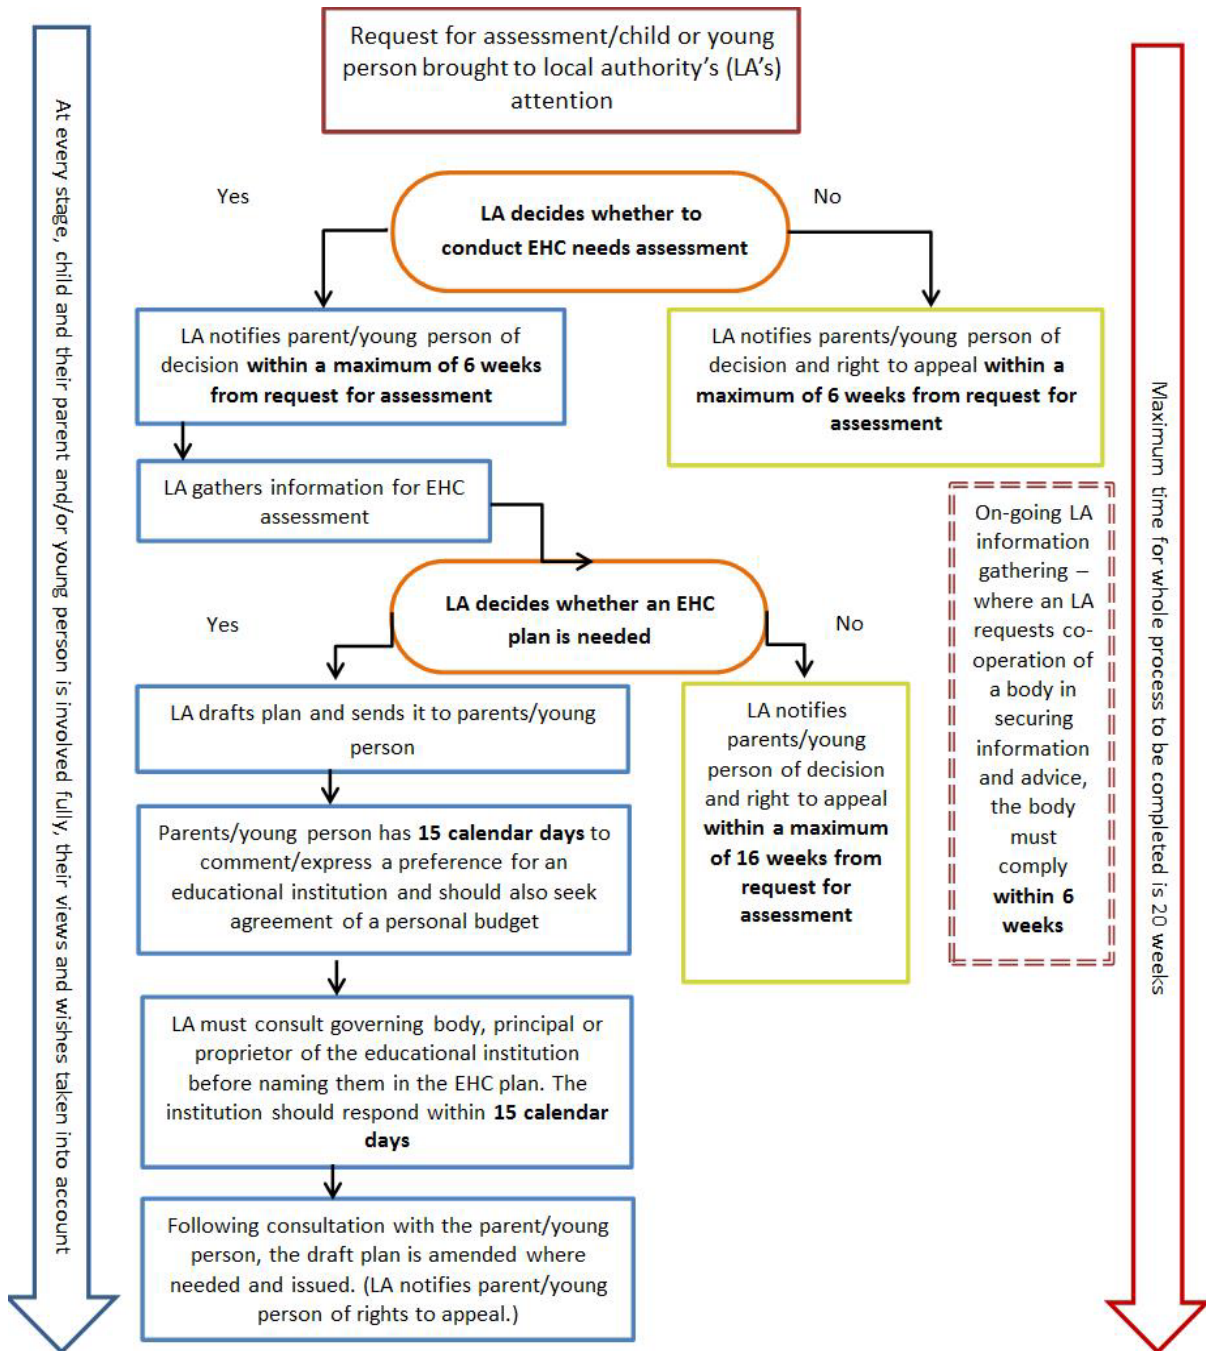 Request for assessment/child or young
person brought to local authority's (LA's)
attention
At every stage, child and their parent and/or young person is involved fully, their views and wishes taken into account
Yes
LA decides whether to
conduct EHC needs assessment
No
LA notifies parent/young person of
decision within a maximum of 6 weeks
from request for assessment
LA notifies parents/young person of
decision and right to appeal within a
maximum of 6 weeks from request for
assessment
Maximum time for whole process to be completed is 20 weeks
LA gathers information for EHC
assessment
On-going LA
information
gathering –
where an LA
requests co-
operation of
a body in
securing
information
and advice,
the body
must
comply
within 6
weeks
Yes
LA decides whether an EHC
plan is needed
No
LA drafts plan and sends it to parents/young
person
LA notifies
parents/young
person of decision
and right to appeal
within a maximum
of 16 weeks from
request for
assessment
Parents/young person has 15 calendar days to
comment/express a preference for an
educational institution and should also seek
agreement of a personal budget
LA must consult governing body, principal or
proprietor of the educational institution
before naming them in the EHC plan. The
institution should respond within 15 calendar
days
Following consultation with the parent/young
person, the draft plan is amended where
needed and issued. (LA notifies parent/young
person of rights to appeal.)